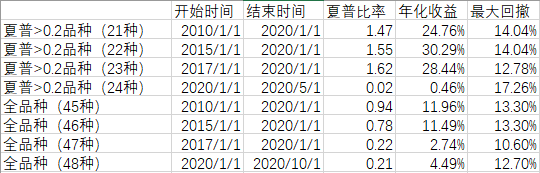 开始时间 结束时间 夏普比率 年化收益 最大回撤
夏普>0.2品种（21种） 2010/1/1 2020/1/1 1.47 24.76% 14.04%
夏普>0.2品种（22种） 2015/1/1 2020/1/1 1.55 30.29% 14.04%
夏普>0.2品种（23种） 2017/1/1 2020/1/1 1.62 28.44% 12.78%
夏普>0.2品种（24种） 2020/1/1 2020/5/1 0.02 0.46% 17.26%
全品种（45种） 2010/1/1 2020/1/1 0.94 11.96% 13.30%
全品种（46种） 2015/1/1 2020/1/1 0.78 11.49% 13.30%
全品种（47种） 2017/1/1 2020/1/1 0.22 2.74% 10.60%
全品种（48种） 2020/1/1 2020/10/1 0.21 4.49% 12.70%